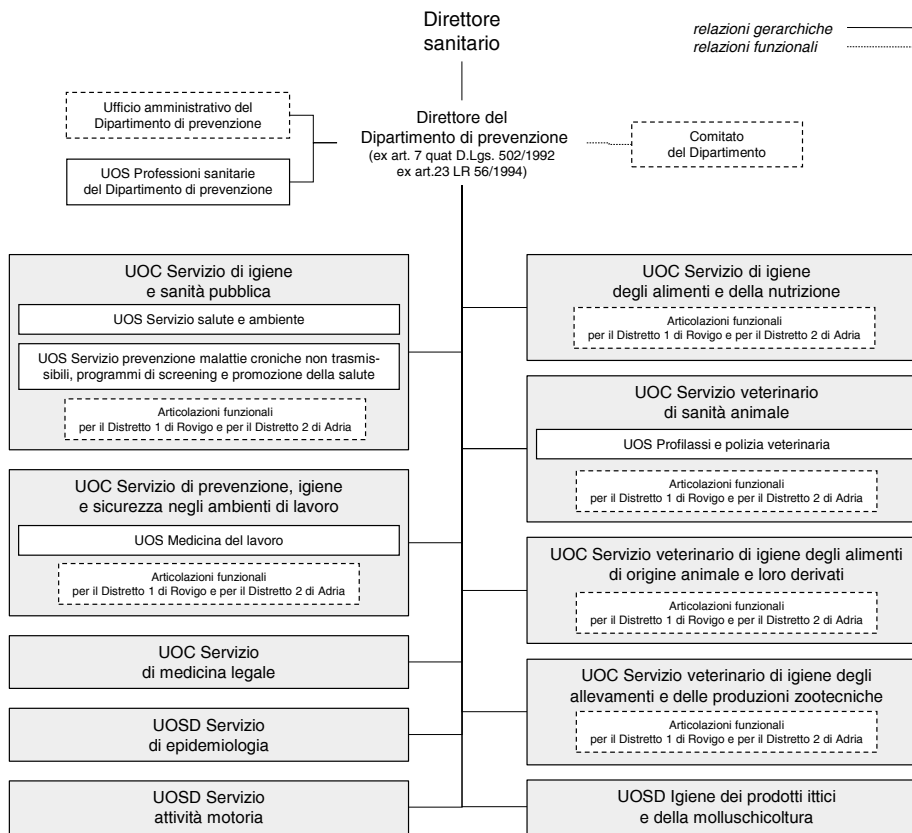 Direttore
sanitario
relazioni gerarchiche
relazioni funzionali
Ufficio amministrativo del
Dipartimento di prevenzione
UOS Professioni sanitarie
del Dipartimento di prevenzione
Direttore del
Dipartimento di prevenzione
(ex art. 7 quat D.Lgs. 502/1992
ex art.23 LR 56/1994)
Comitato
del Dipartimento
UOC Servizio di igiene
e sanità pubblica
UOS Servizio salute e ambiente
UOS Servizio prevenzione malattie croniche non trasmis-
sibili, programmi di screening e promozione della salute
Articolazioni funzionali
per il Distretto 1 di Rovigo e per il Distretto 2 di Adria
UOC Servizio di prevenzione, igiene
e sicurezza negli ambienti di lavoro
UOS Medicina del lavoro
Articolazioni funzionali
per il Distretto 1 di Rovigo e per il Distretto 2 di Adria
UOC Servizio
di medicina legale
UOSD Servizio
di epidemiologia
UOSD Servizio
attività motoria
UOC Servizio di igiene
degli alimenti e della nutrizione
Articolazioni funzionali
per il Distretto 1 di Rovigo e per il Distretto 2 di Adria
UOC Servizio veterinario
di sanità animale
UOS Profilassi e polizia veterinaria
Articolazioni funzionali
per il Distretto 1 di Rovigo e per il Distretto 2 di Adria
UOC Servizio veterinario di igiene degli alimenti
di origine animale e loro derivati
Articolazioni funzionali
per il Distretto 1 di Rovigo e per il Distretto 2 di Adria
UOC Servizio veterinario di igiene degli
allevamenti e delle produzioni zootecniche
Articolazioni funzionali
per il Distretto 1 di Rovigo e per il Distretto 2 di Adria
UOSD Igiene dei prodotti ittici
e della molluschicoltura